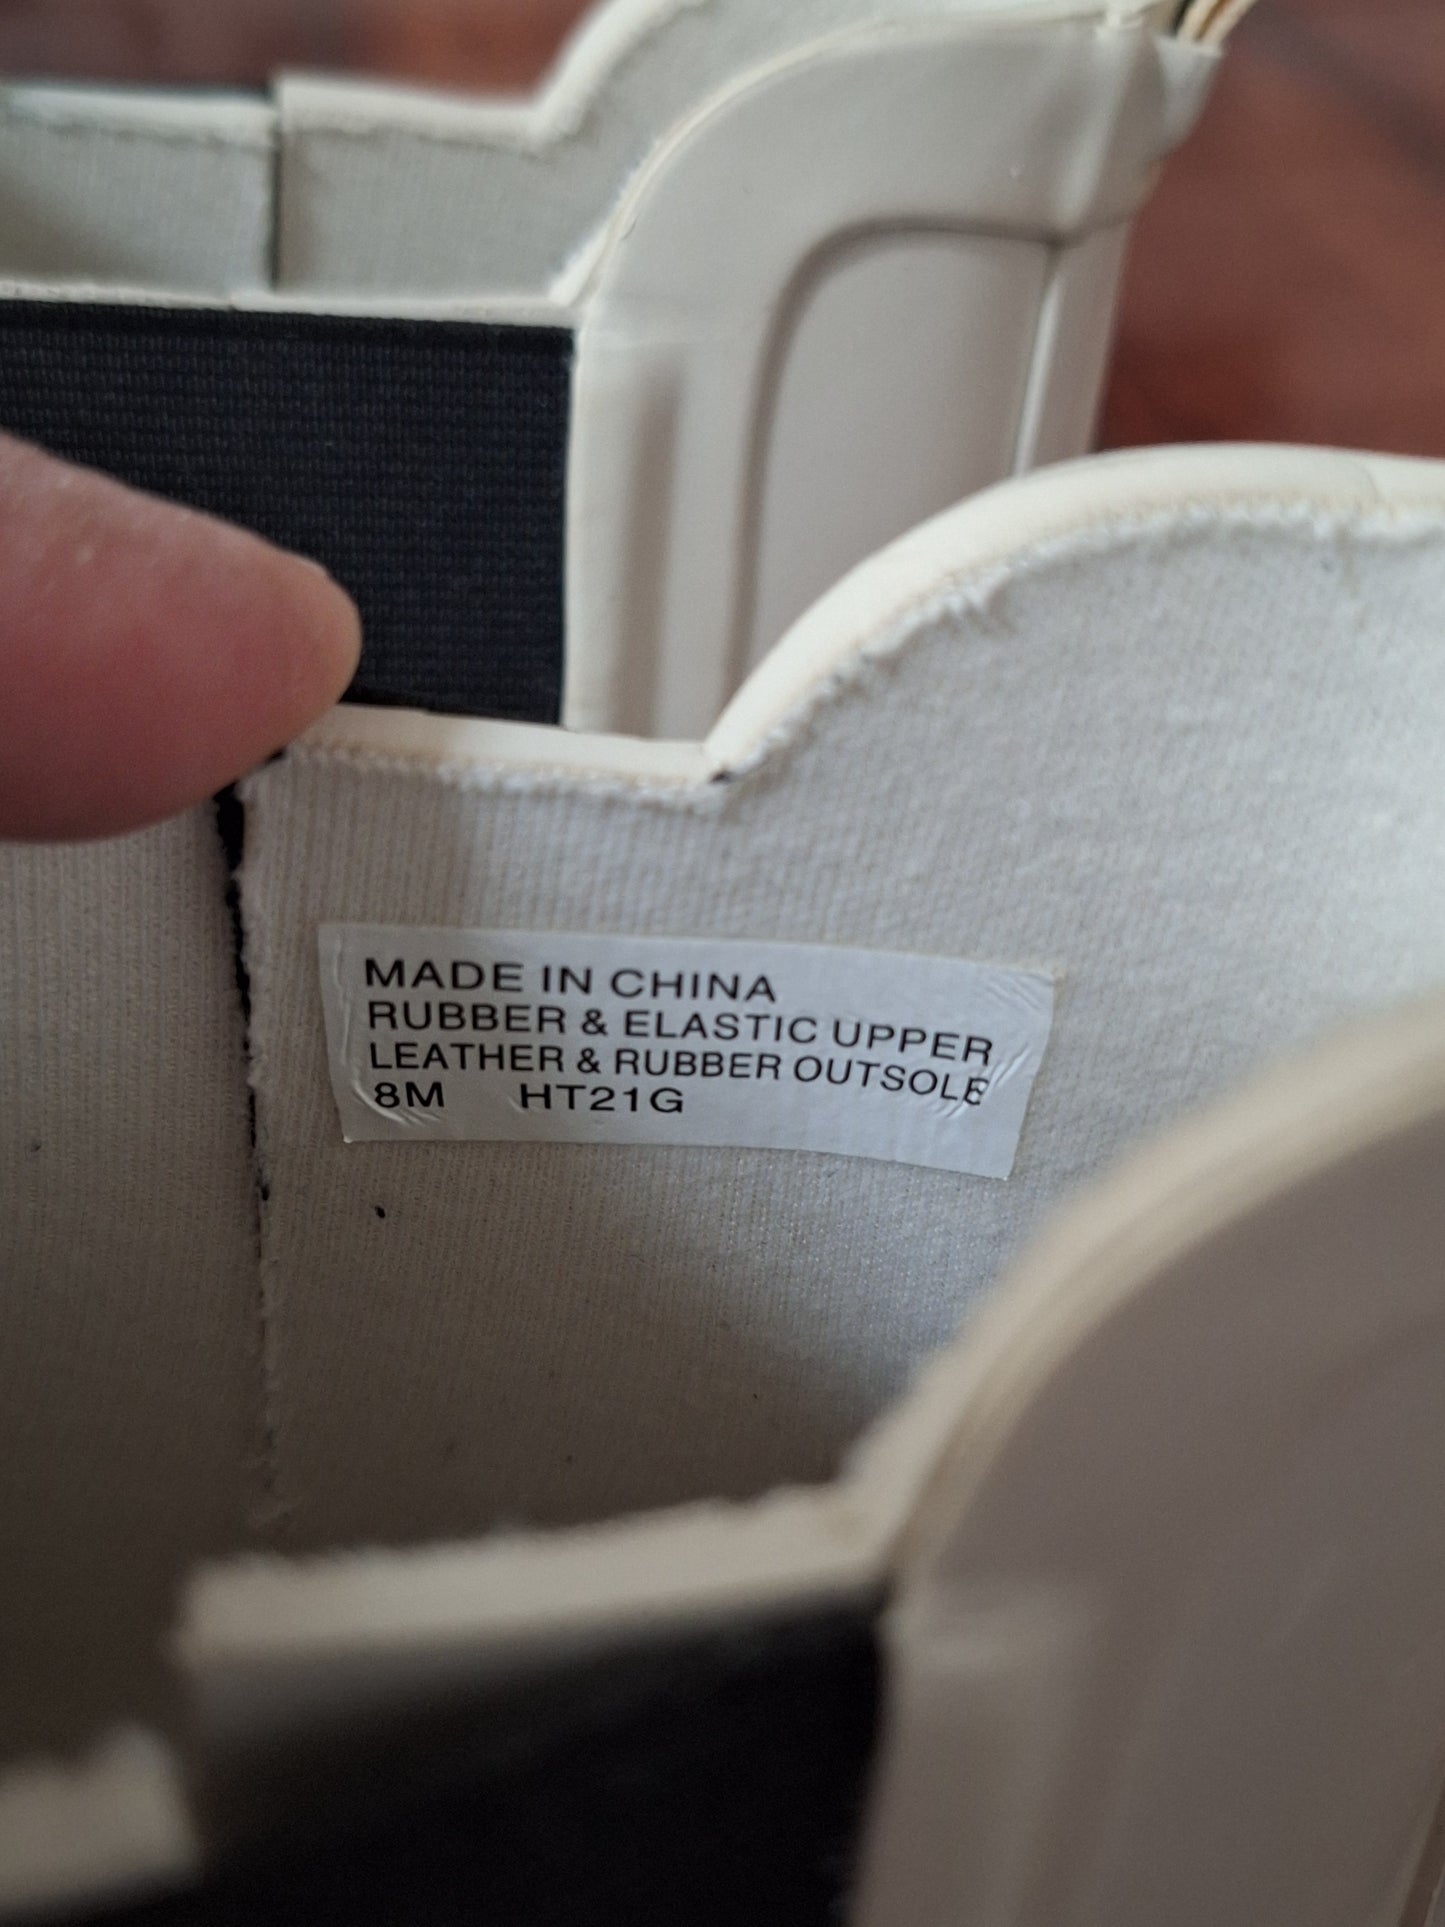 MADE IN CHINA
RUBBER & ELASTIC UPPER
LEATHER & RUBBER OUTSOLE
8M HT21G